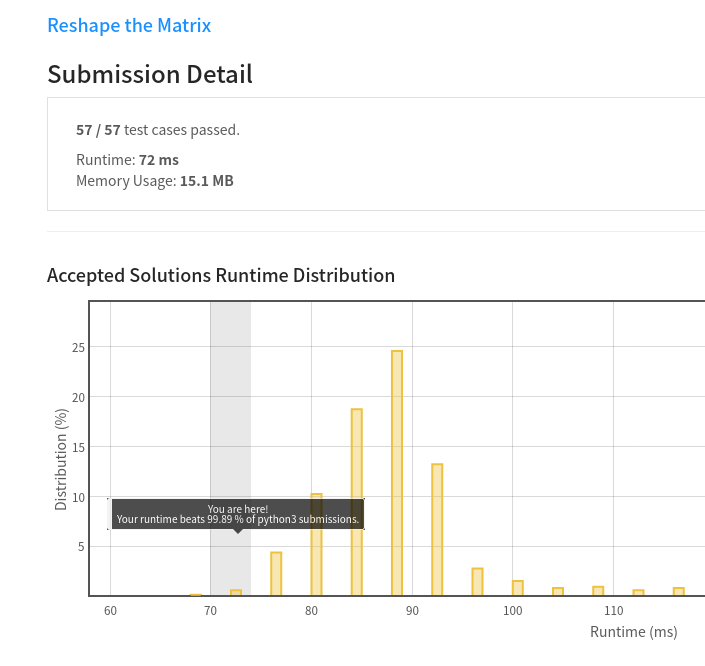 Reshape the Matrix
Submission Detail
57 / 57 test cases passed.
Runtime: 72 ms
Memory Usage: 15.1 MB
Accepted Solutions Runtime Distribution
25
20
15
10
5
Distribution (%)
You are here!
Your runtime beats 99.89 % of python3 submissions.
60 70 80 90 100 110
Runtime (ms)